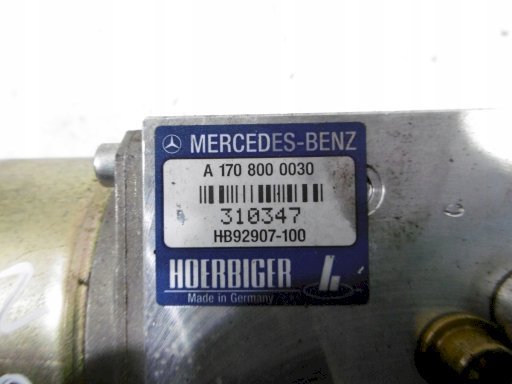 MERCEDES-BENZ
A 170 800 0030
310347
HB92907-100
HOERBIGER
Made in Germany